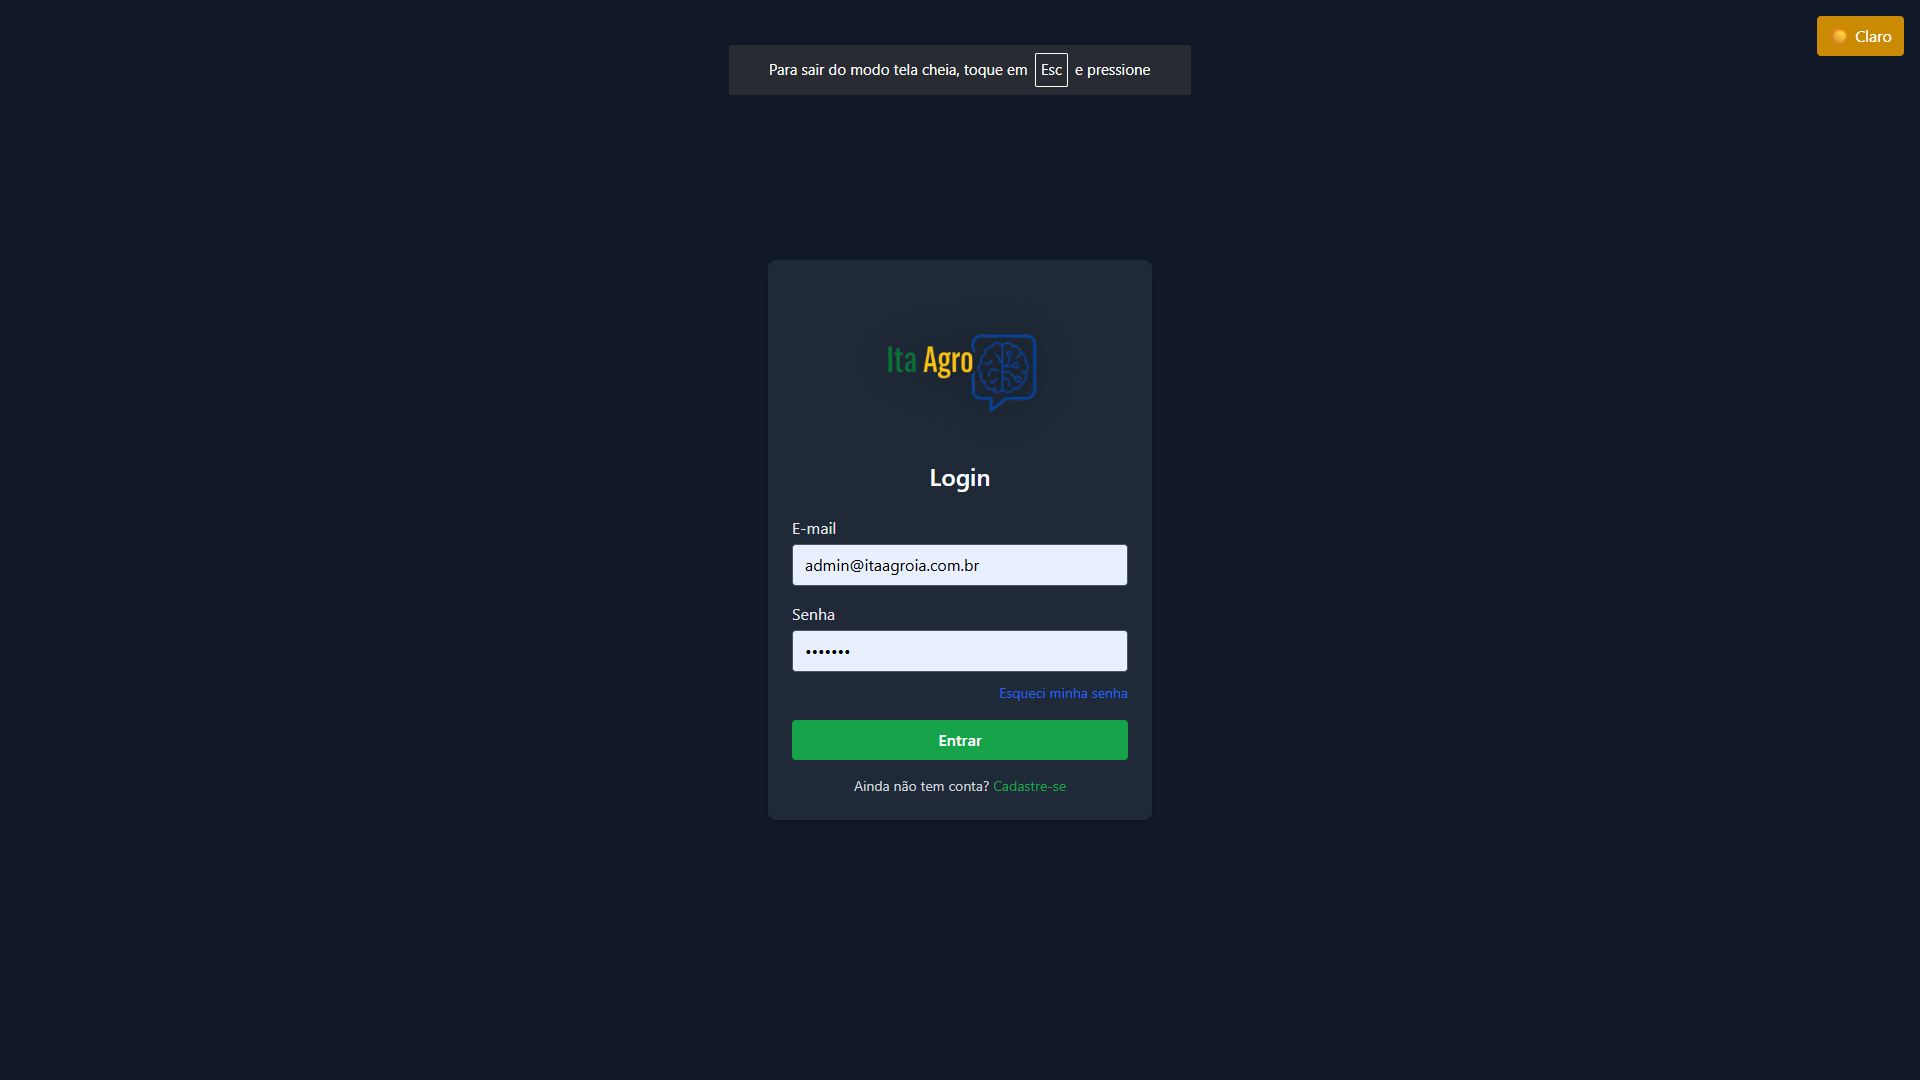 Claro
Para sair do modo tela cheia, toque em Esc e pressione
Ita Agro
Login
E-mail
admin@itaagroia.com.br
Senha
•••••••
Esqueci minha senha
Entrar
Ainda não tem conta? Cadastre-se